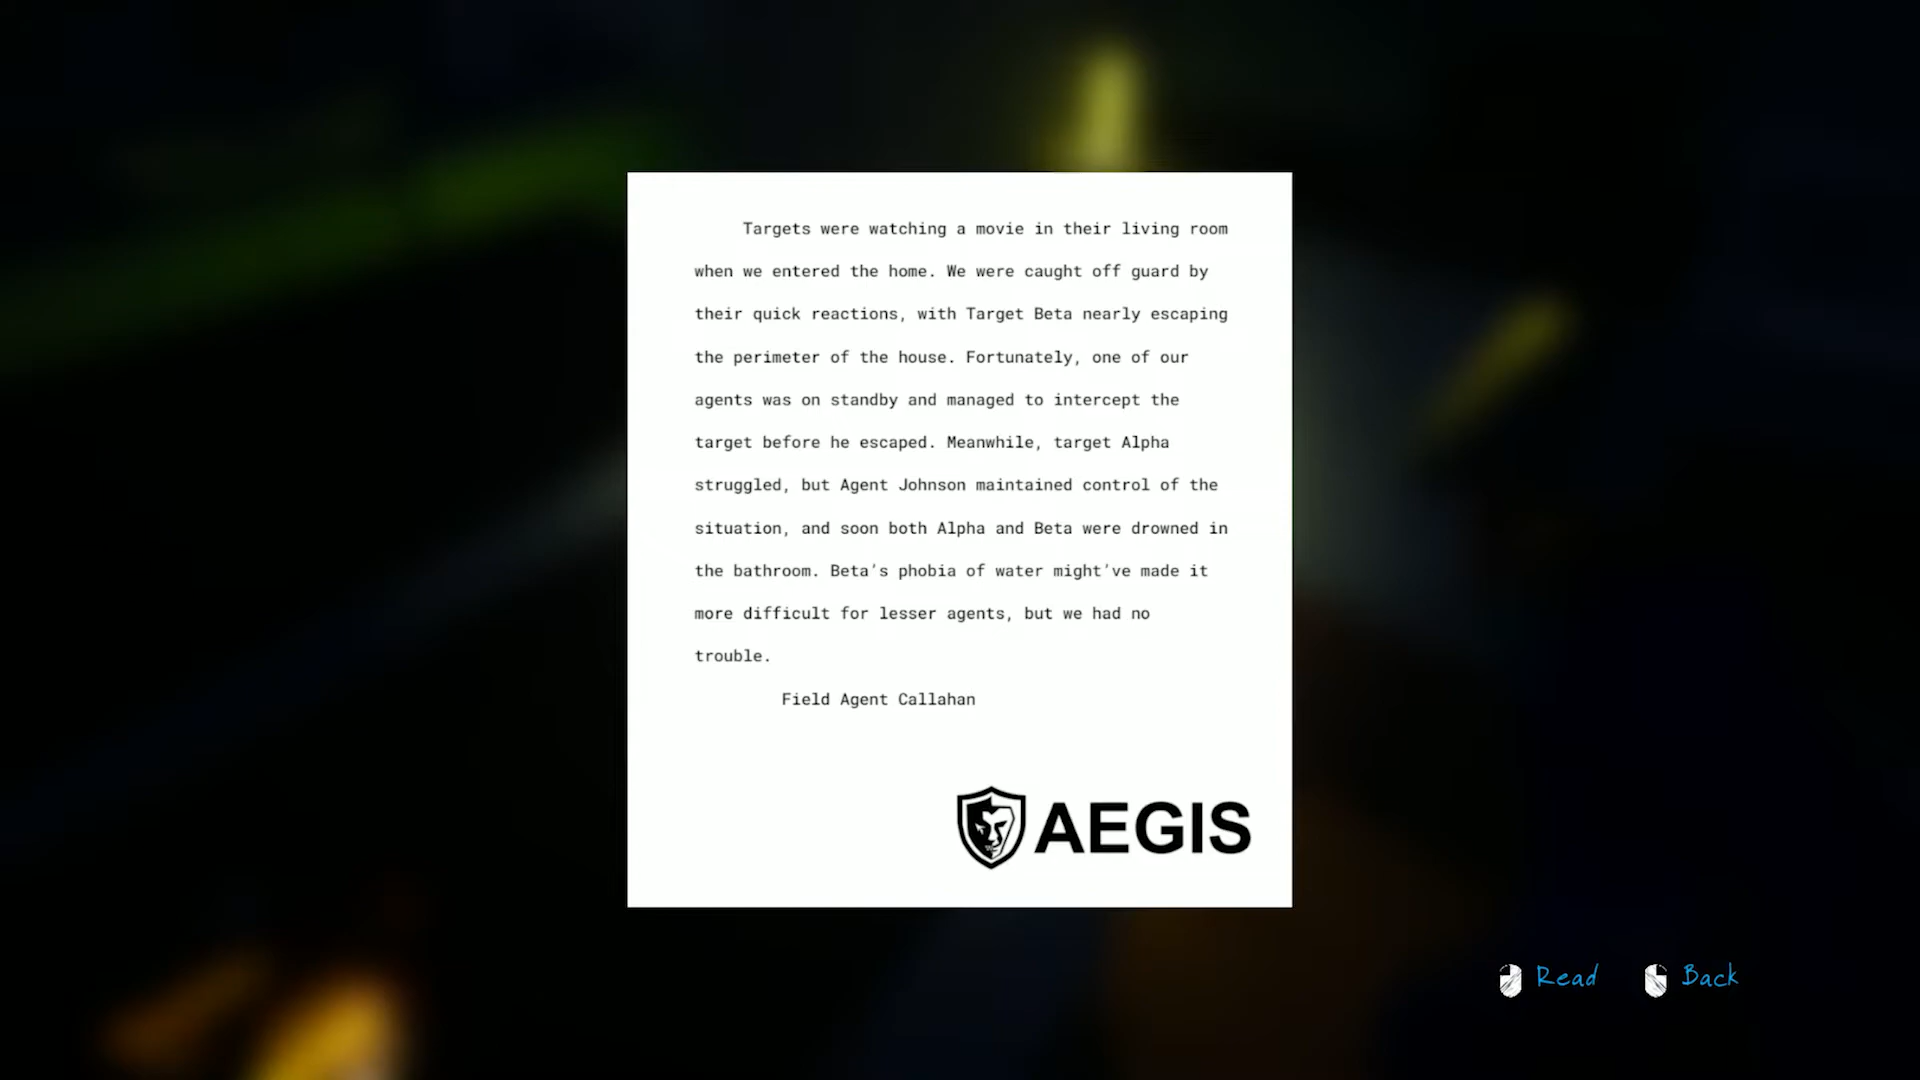 Targets were watching a movie in their living room
when we entered the home. We were caught off guard by
their quick reactions, with Target Beta nearly escaping
the perimeter of the house. Fortunately, one of our
agents was on standby and managed to intercept the
target before he escaped. Meanwhile, target Alpha
struggled, but Agent Johnson maintained control of the
situation, and soon both Alpha and Beta were drowned in
the bathroom. Beta's phobia of water might've made it
more difficult for lesser agents, but we had no
trouble.
Field Agent Callahan
AEGIS
Read Back